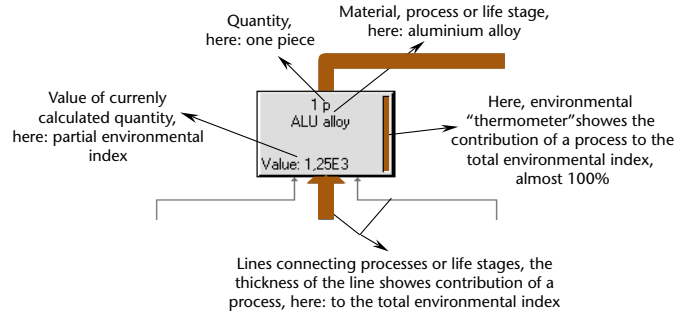 Quantity,
here: one piece
Material, process or life stage,
here: aluminium alloy
Value of currenly
calculated quantity,
here: partial environmental
index
1 p
ALU alloy
Value: 1,25E3
Here, environmental
“thermometer”showes the
contribution of a process to the
total environmental index,
almost 100%
Lines connecting processes or life stages, the
thickness of the line showes contribution of a
process, here: to the total environmental index